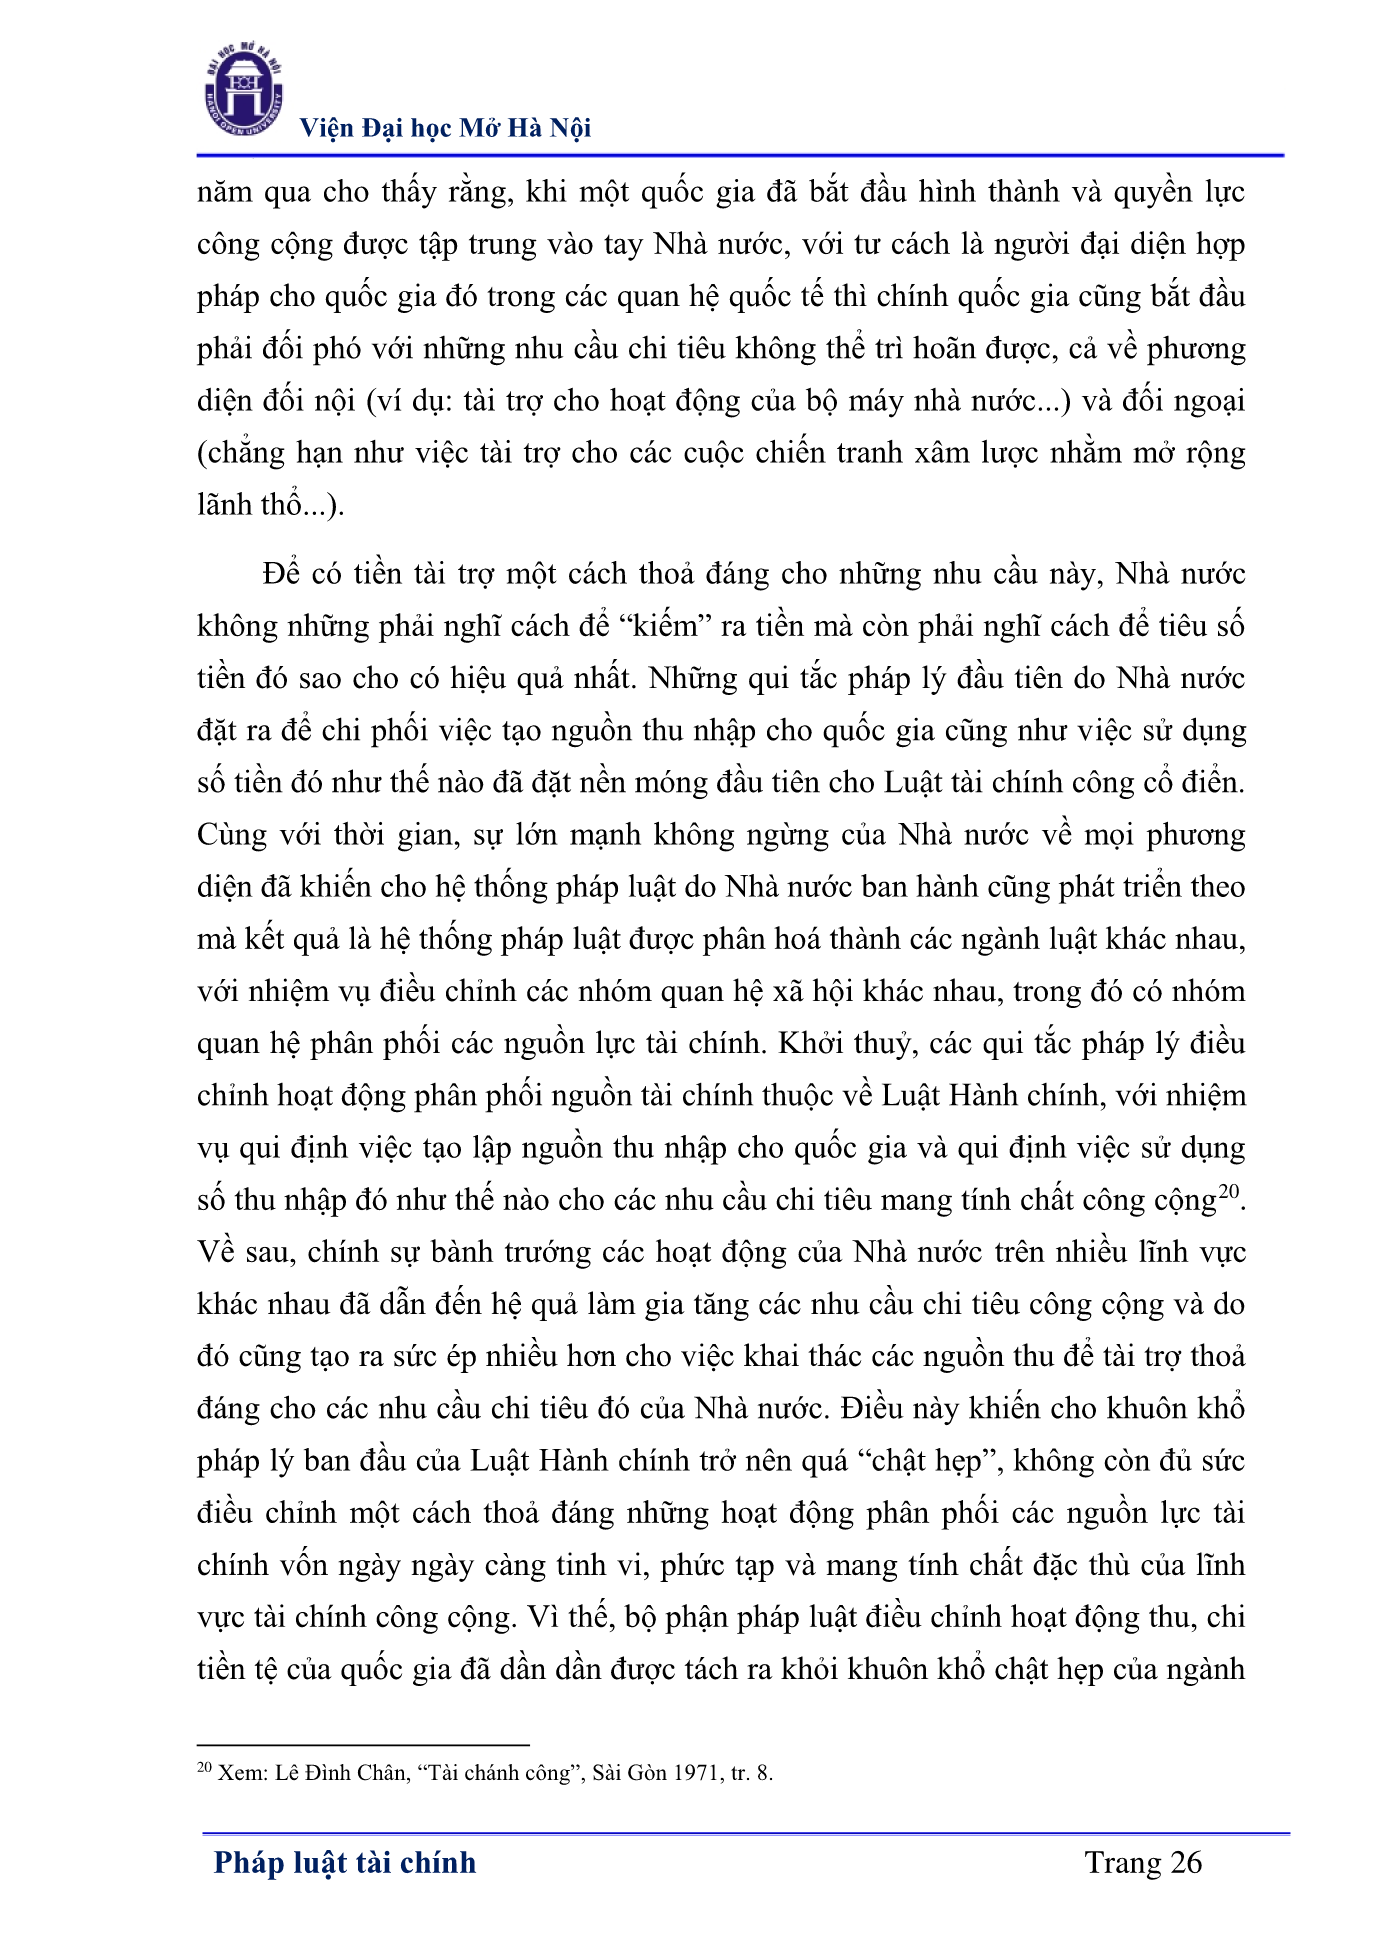 ĐẠI HỌC MỞ HÀ NỘI
HANOI OPEN UNIVERSITY
Viện Đại học Mở Hà Nội
năm qua cho thấy rằng, khi một quốc gia đã bắt đầu hình thành và quyền lực
công cộng được tập trung vào tay Nhà nước, với tư cách là người đại diện hợp
pháp cho quốc gia đó trong các quan hệ quốc tế thì chính quốc gia cũng bắt đầu
phải đối phó với những nhu cầu chi tiêu không thể trì hoãn được, cả về phương
diện đối nội (ví dụ: tài trợ cho hoạt động của bộ máy nhà nước...) và đối ngoại
(chẳng hạn như việc tài trợ cho các cuộc chiến tranh xâm lược nhằm mở rộng
lãnh thổ...).
Để có tiền tài trợ một cách thoả đáng cho những nhu cầu này, Nhà nước
không những phải nghĩ cách để “kiếm” ra tiền mà còn phải nghĩ cách để tiêu số
tiền đó sao cho có hiệu quả nhất. Những qui tắc pháp lý đầu tiên do Nhà nước
đặt ra để chi phối việc tạo nguồn thu nhập cho quốc gia cũng như việc sử dụng
số tiền đó như thế nào đã đặt nền móng đầu tiên cho Luật tài chính công cổ điển.
Cùng với thời gian, sự lớn mạnh không ngừng của Nhà nước về mọi phương
diện đã khiến cho hệ thống pháp luật do Nhà nước ban hành cũng phát triển theo
mà kết quả là hệ thống pháp luật được phân hoá thành các ngành luật khác nhau,
với nhiệm vụ điều chỉnh các nhóm quan hệ xã hội khác nhau, trong đó có nhóm
quan hệ phân phối các nguồn lực tài chính. Khởi thuỷ, các qui tắc pháp lý điều
chỉnh hoạt động phân phối nguồn tài chính thuộc về Luật Hành chính, với nhiệm
vụ qui định việc tạo lập nguồn thu nhập cho quốc gia và qui định việc sử dụng
số thu nhập đó như thế nào cho các nhu cầu chi tiêu mang tính chất công cộng20.
Về sau, chính sự bành trướng các hoạt động của Nhà nước trên nhiều lĩnh vực
khác nhau đã dẫn đến hệ quả làm gia tăng các nhu cầu chi tiêu công cộng và do
đó cũng tạo ra sức ép nhiều hơn cho việc khai thác các nguồn thu để tài trợ thoả
đáng cho các nhu cầu chi tiêu đó của Nhà nước. Điều này khiến cho khuôn khổ
pháp lý ban đầu của Luật Hành chính trở nên quá “chật hẹp”, không còn đủ sức
điều chỉnh một cách thoả đáng những hoạt động phân phối các nguồn lực tài
chính vốn ngày ngày càng tinh vi, phức tạp và mang tính chất đặc thù của lĩnh
vực tài chính công cộng. Vì thế, bộ phận pháp luật điều chỉnh hoạt động thu, chi
tiền tệ của quốc gia đã dần dần được tách ra khỏi khuôn khổ chật hẹp của ngành
20 Xem: Lê Đình Chân, “Tài chánh công”, Sài Gòn 1971, tr. 8.
Pháp luật tài chính Trang 26